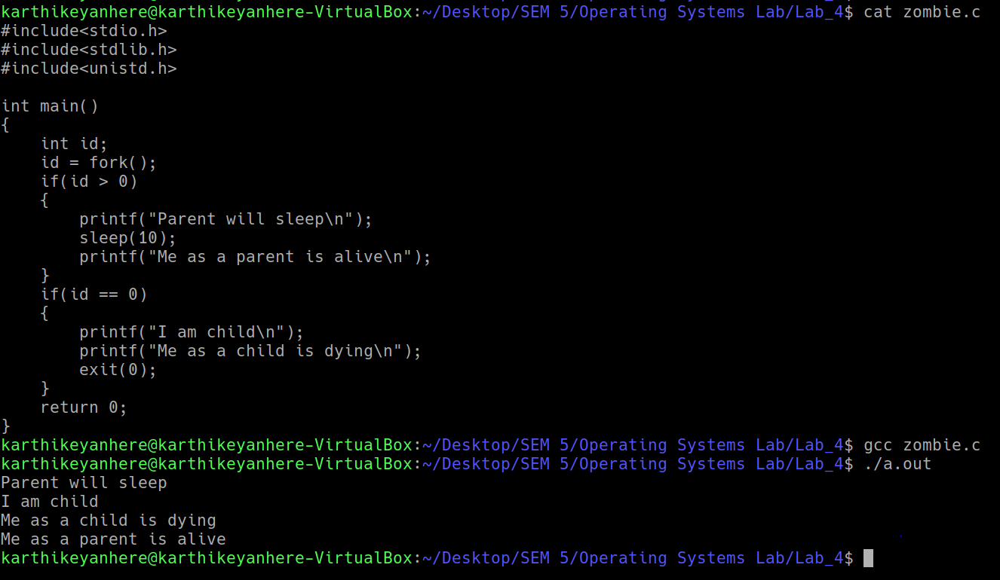 karthikeyanhere@karthikeyanhere-VirtualBox:~/Desktop/SEM 5/Operating Systems Lab/Lab_4$ cat zombie.c
#include<stdio.h>
#include<stdlib.h>
#include<unistd.h>

int main()
{
    int id;
    id = fork();
    if(id > 0)
    {
        printf("Parent will sleep\n");
        sleep(10);
        printf("Me as a parent is alive\n");
    }
    if(id == 0)
    {
        printf("I am child\n");
        printf("Me as a child is dying\n");
        exit(0);
    }
    return 0;
}
karthikeyanhere@karthikeyanhere-VirtualBox:~/Desktop/SEM 5/Operating Systems Lab/Lab_4$ gcc zombie.c
karthikeyanhere@karthikeyanhere-VirtualBox:~/Desktop/SEM 5/Operating Systems Lab/Lab_4$ ./a.out
Parent will sleep
I am child
Me as a child is dying
Me as a parent is alive
karthikeyanhere@karthikeyanhere-VirtualBox:~/Desktop/SEM 5/Operating Systems Lab/Lab_4$